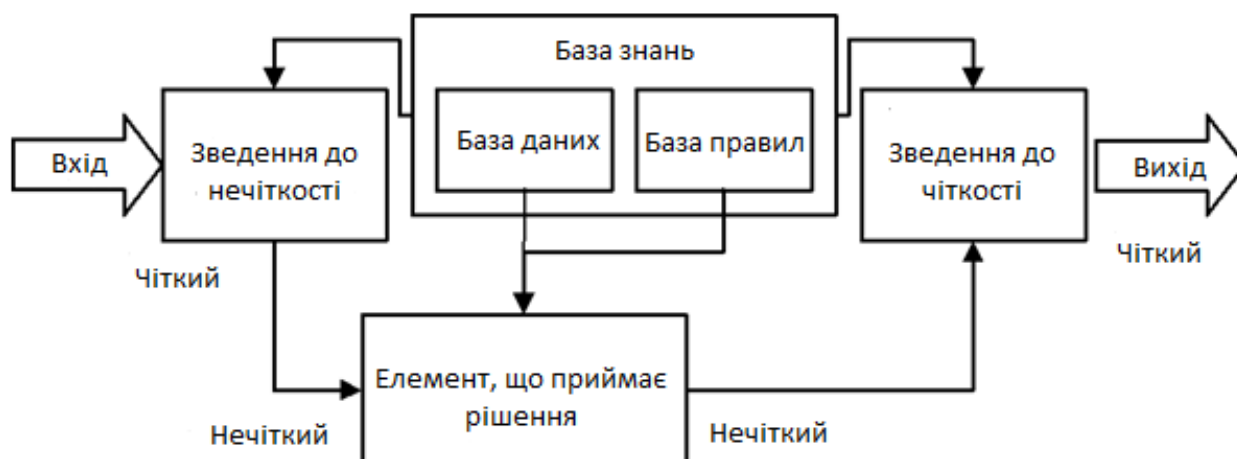 База знань
База даних
База правил
Вхід
Зведення до
нечіткості
Зведення до
чіткості
Вихід
Чіткий
Чіткий
Елемент, що приймає
рішення
Нечіткий
Нечіткий